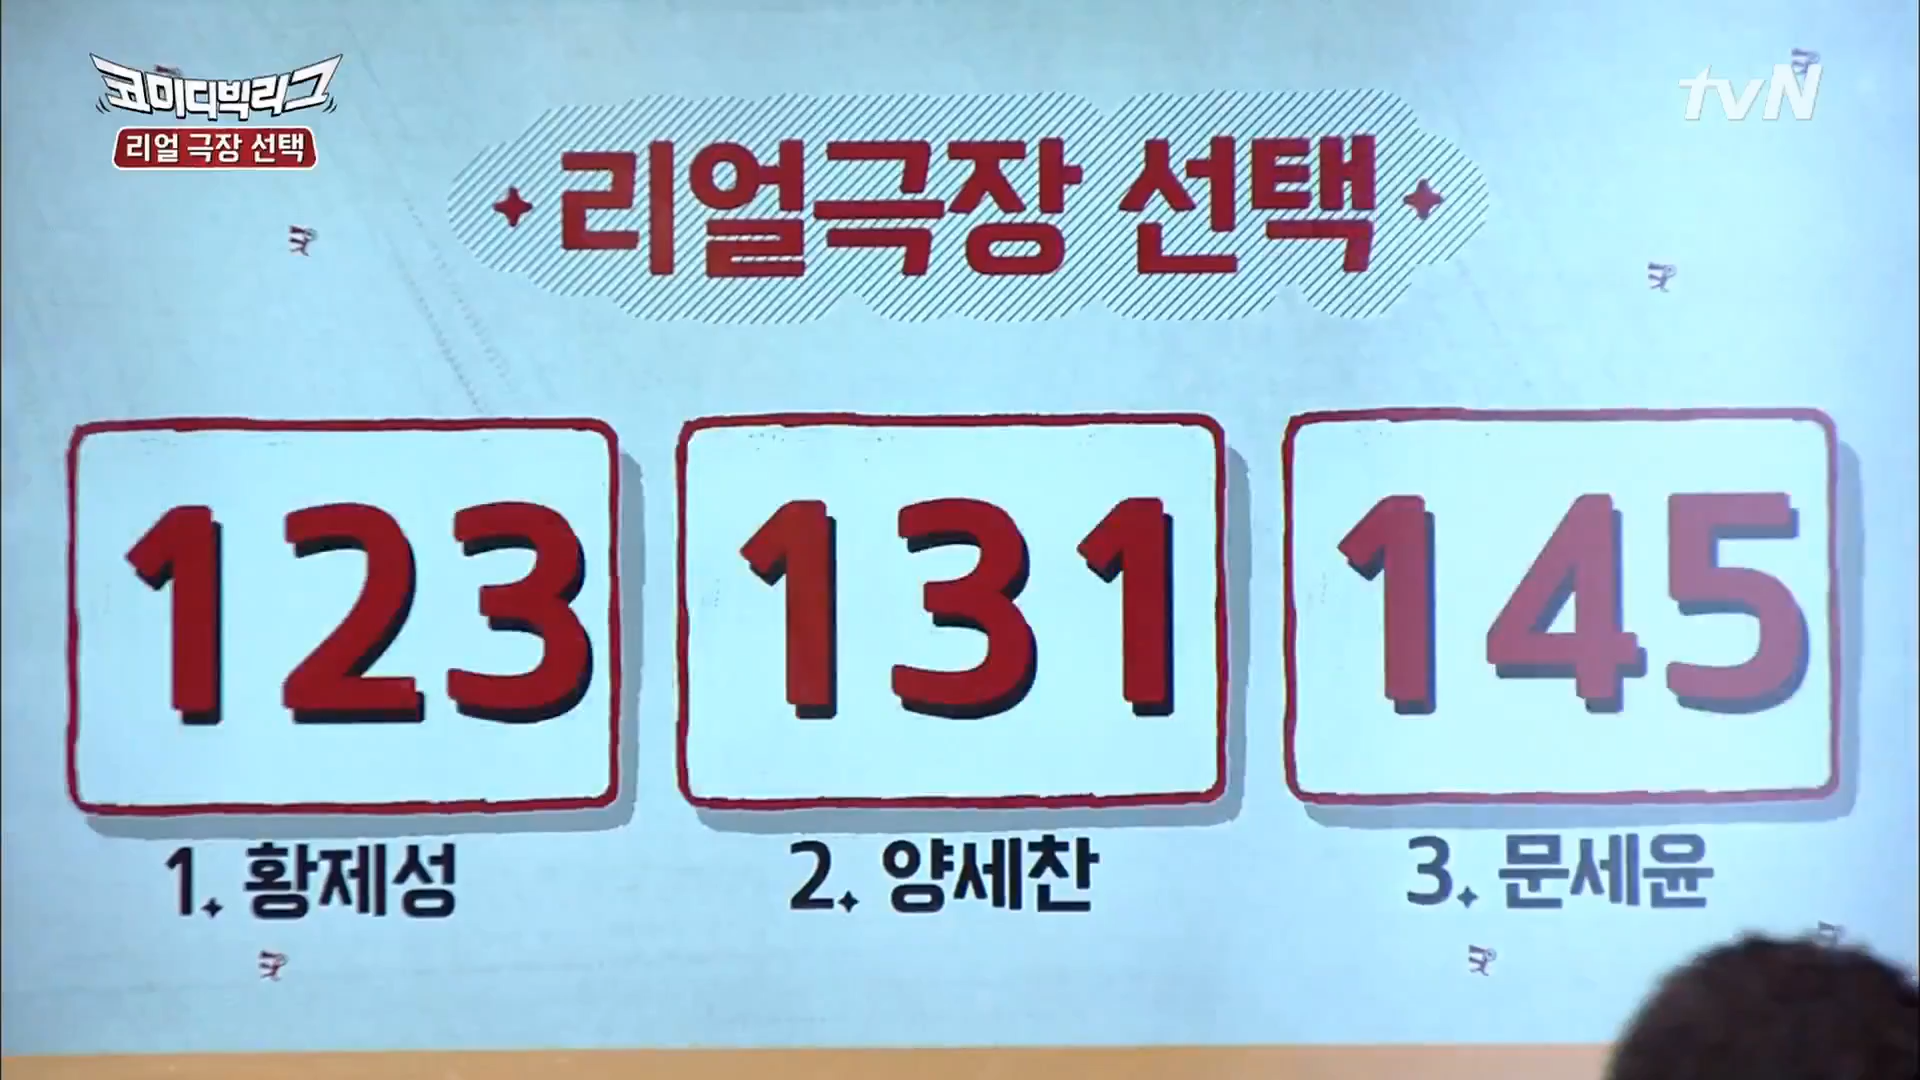 코미디빅리그
리얼 극장 선택
tvN
리얼극장 선택
123
131
145
1. 황제성
2. 양세찬
3. 문세윤